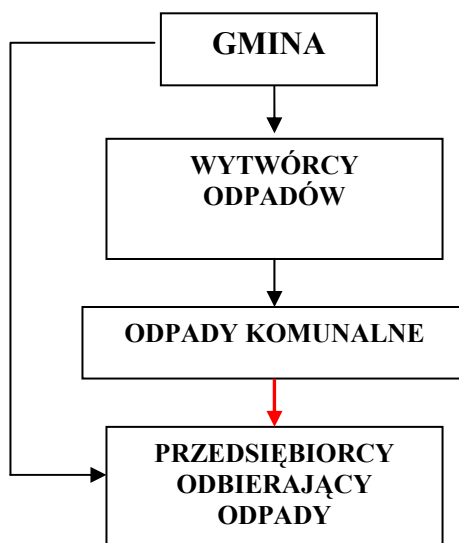 GMINA
WYTWÓRCY
ODPADÓW
ODPADY KOMUNALNE
PRZEDSIĘBIORCY
ODBIERAJĄCY
ODPADY